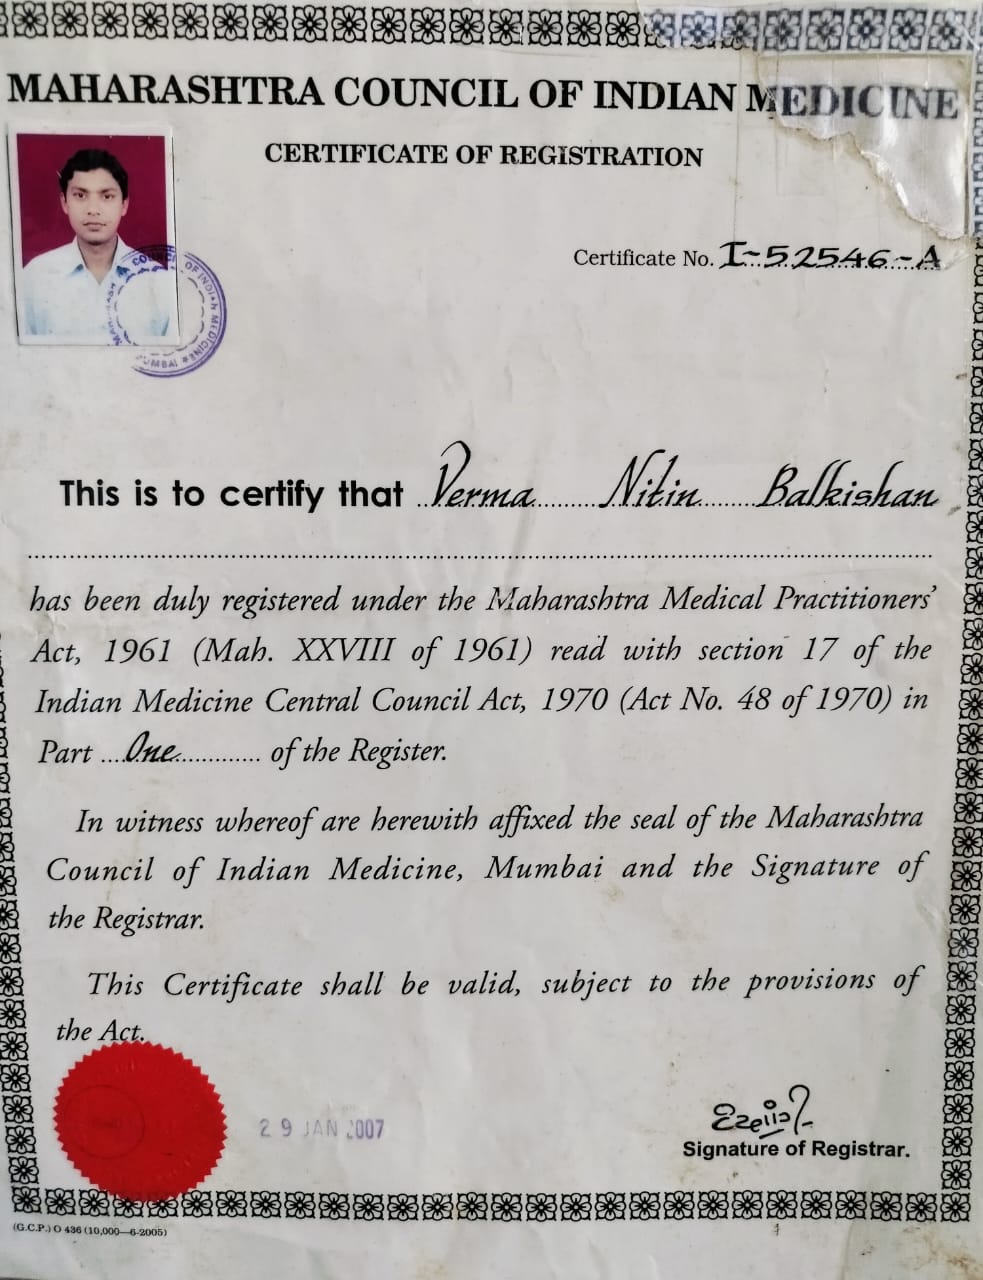 MAHARASHTRA COUNCIL OF INDIAN MEDICINE
CERTIFICATE OF REGISTRATION
Certificate No. I-52546-A
COUNCIL OF INDIAN MEDICINE
MUMBAI
This is to certify that Verma Nitin Balkishan
has been duly registered under the Maharashtra Medical Practitioners'
Act, 1961 (Mah. XXVIII of 1961) read with section 17 of the
Indian Medicine Central Council Act, 1970 (Act No. 48 of 1970) in
Part One of the Register.
In witness whereof are herewith affixed the seal of the Maharashtra
Council of Indian Medicine, Mumbai and the Signature of
the Registrar.
This Certificate shall be valid, subject to the provisions of
the Act.
29 JAN 2007
Signature of Registrar.
(G.C.P.) O 436 (10,000—6-2005)